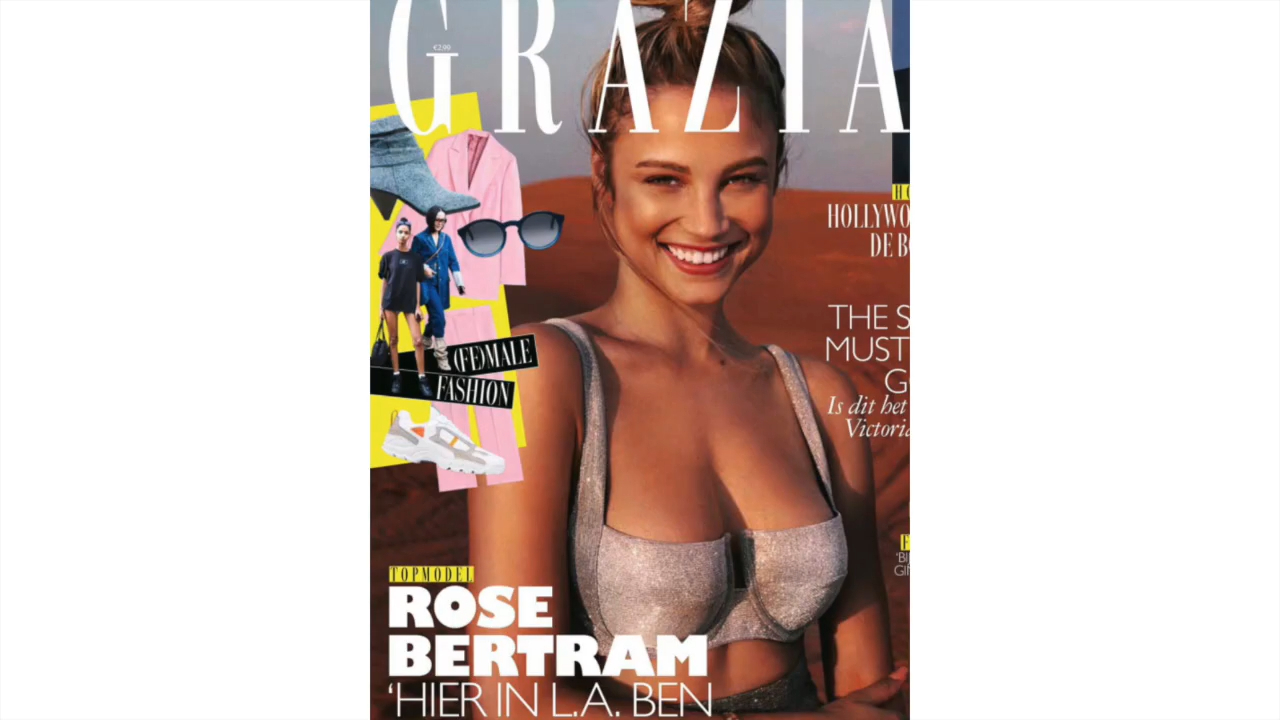 GRAZIA
€2,99
HOLLYWO
DE BO
THE S
MUST
G
Is dit het
Victoria
(FE)MALE
FASHION
TOPMODEL
ROSE
BERTRAM
'HIER IN L.A. BEN